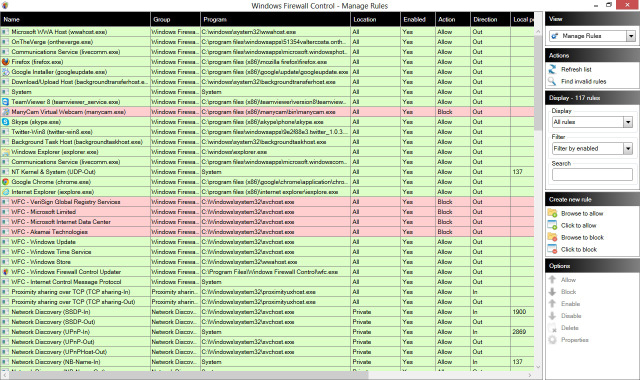 Windows Firewall Control - Manage Rules
Name Group Program Location Enabled Action Direction Local po
Microsoft WWA Host (wwahost.exe) Windows Firewa... C:\windows\system32\wwahost.exe All Yes Allow Out
OnTheVerge (ontheverge.exe) Windows Firewa... C:\program files\windowsapps\51354valtercosta.onthe... All Yes Allow Out
Communications Service (livecomm.exe) Windows Firewa... C:\program files\windowsapps\microsoft.windowsphot... All Yes Allow Out
Firefox (firefox.exe) Windows Firewa... C:\program files (x86)\mozilla firefox\firefox.exe All Yes Allow Out
Google Installer (googleupdate.exe) Windows Firewa... C:\program files (x86)\google\update\googleupdate.exe All Yes Allow Out
Download/Upload Host (backgroundtransferhost.ex... Windows Firewa... C:\windows\system32\backgroundtransferhost.exe All Yes Allow Out
System Windows Firewa... System All Yes Allow Out
TeamViewer 8 (teamviewer_service.exe) Windows Firewa... C:\program files (x86)\teamviewer\version8\teamview... All Yes Allow Out
ManyCam Virtual Webcam (manycam.exe) Windows Firewa... C:\program files (x86)\manycam\bin\manycam.exe All Yes Block Out
Skype (skype.exe) Windows Firewa... C:\program files (x86)\skype\phone\skype.exe All Yes Allow Out
Twitter-Win8 (twitter-win8.exe) Windows Firewa... C:\program files\windowsapps\9e2f88e3.twitter_1.0.3... All Yes Allow Out
Background Task Host (backgroundtaskhost.exe) Windows Firewa... C:\windows\system32\backgroundtaskhost.exe All Yes Allow Out
Windows Explorer (explorer.exe) Windows Firewa... C:\windows\explorer.exe All Yes Allow Out
Communications Service (livecomm.exe) Windows Firewa... C:\program files\windowsapps\microsoft.windowscom... All Yes Allow Out
NT Kernel & System (UDP-Out) Windows Firewa... System All Yes Allow Out 137
Google Chrome (chrome.exe) Windows Firewa... C:\program files (x86)\google\chrome\application\chro... All Yes Allow Out
Internet Explorer (iexplore.exe) Windows Firewa... C:\program files (x86)\internet explorer\iexplore.exe All Yes Allow Out
WFC - VeriSign Global Registry Services Windows Firewa... C:\Windows\system32\svchost.exe All Yes Block Out
WFC - Microsoft Limited Windows Firewa... C:\Windows\system32\svchost.exe All Yes Block Out
WFC - Microsoft Internet Data Center Windows Firewa... C:\Windows\system32\svchost.exe All Yes Block Out
WFC - Akamai Technologies Windows Firewa... C:\Windows\system32\svchost.exe All Yes Block Out
WFC - Windows Update Windows Firewa... C:\Windows\system32\svchost.exe All Yes Allow Out
WFC - Windows Time Service Windows Firewa... C:\Windows\system32\svchost.exe All Yes Allow Out
WFC - Windows Store Windows Firewa... C:\Windows\system32\wwahost.exe All Yes Allow Out
WFC - Windows Firewall Control Updater Windows Firewa... C:\Program Files\Windows Firewall Control\wfc.exe All Yes Allow Out
WFC - Internet Control Message Protocol Windows Firewa... System All Yes Allow Out
Proximity sharing over TCP (TCP sharing-In) Proximity sharin... C:\Windows\system32\proximityuxhost.exe All Yes Allow In
Proximity sharing over TCP (TCP sharing-Out) Proximity sharin... C:\Windows\system32\proximityuxhost.exe All Yes Allow Out
Network Discovery (SSDP-In) Network Discov... C:\Windows\system32\svchost.exe Private Yes Allow In 1900
Network Discovery (SSDP-Out) Network Discov... C:\Windows\system32\svchost.exe Private Yes Allow Out
Network Discovery (UPnP-In) Network Discov... System Private Yes Allow In 2869
Network Discovery (UPnP-Out) Network Discov... System Private Yes Allow Out
Network Discovery (UPnPHost-Out) Network Discov... C:\Windows\system32\svchost.exe Private Yes Allow Out
Network Discovery (NB-Name-In) Network Discov... System Private Yes Allow In 137
View
Manage Rules
Actions
Refresh list
Find invalid rules
Display - 117 rules
Display
All rules
Filter
Filter by enabled
Search
Create new rule
Browse to allow
Click to allow
Browse to block
Click to block
Options
Allow
Block
Enable
Disable
Delete
Properties